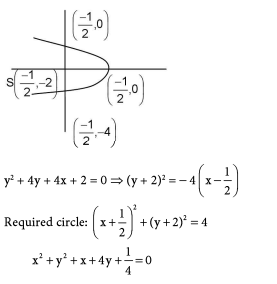 (-1/2, 0)
S(-1/2, -2)
(-1/2, 0)
(-1/2, -4)
y² + 4y + 4x + 2 = 0 ⇒ (y + 2)² = – 4(x – 1/2)
Required circle: (x + 1/2)² + (y + 2)² = 4
x² + y² + x + 4y + 1/4 = 0